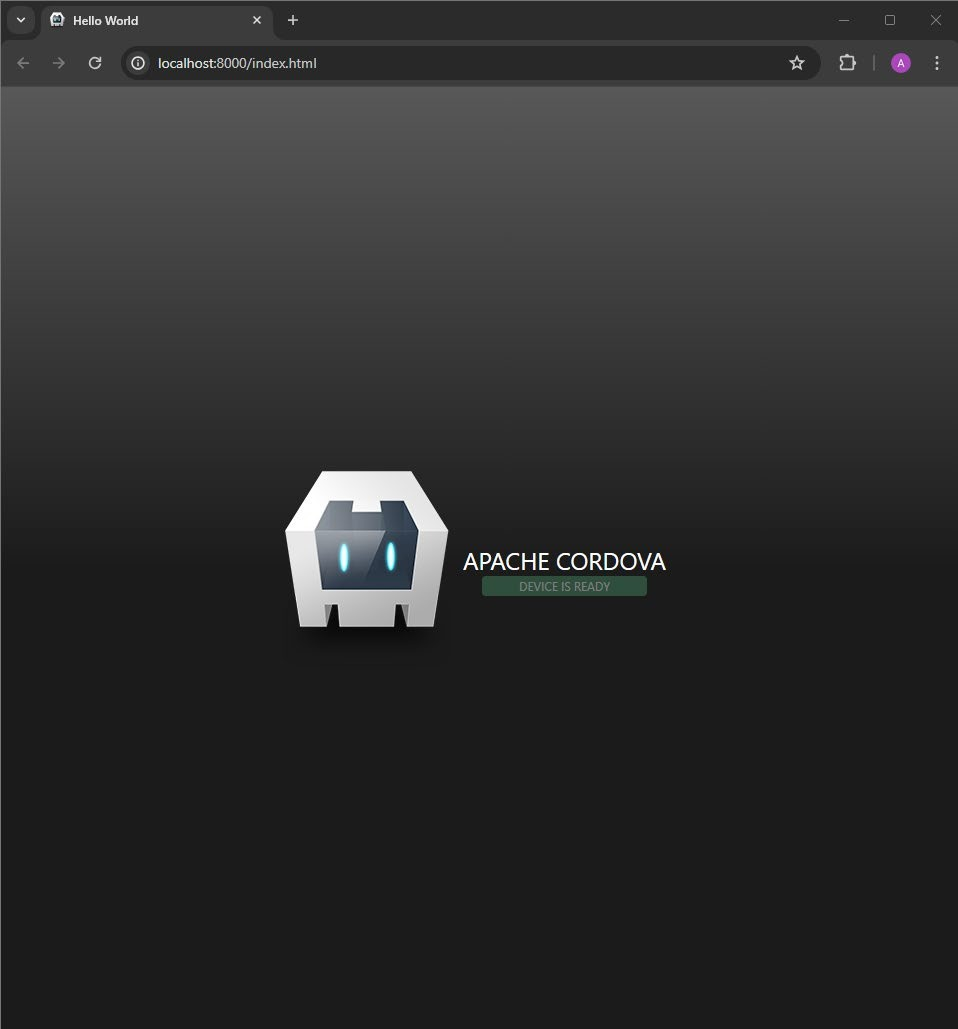 Hello World
localhost:8000/index.html
A
APACHE CORDOVA
DEVICE IS READY